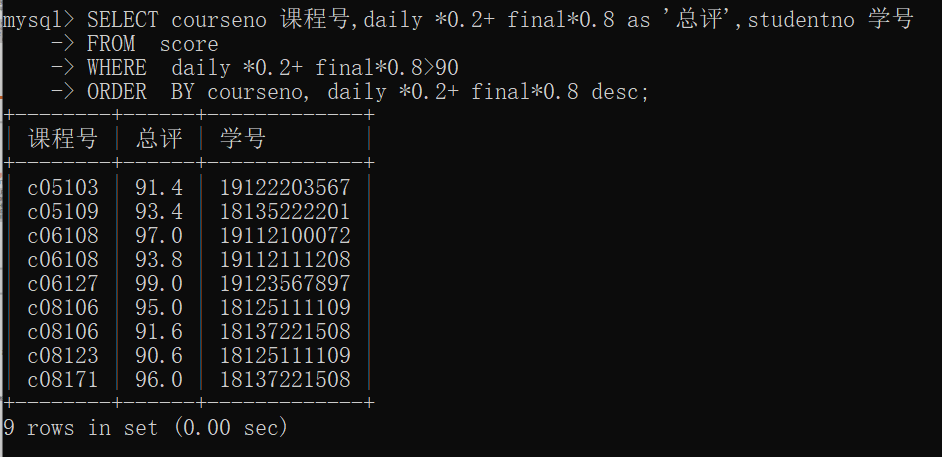 mysql> SELECT courseno 课程号,daily *0.2+ final*0.8 as '总评',studentno 学号
    -> FROM  score
    -> WHERE  daily *0.2+ final*0.8>90
    -> ORDER  BY courseno, daily *0.2+ final*0.8 desc;
+--------+------+-------------+
| 课程号 | 总评 | 学号        |
+--------+------+-------------+
| c05103 | 91.4 | 19122203567 |
| c05109 | 93.4 | 18135222201 |
| c06108 | 97.0 | 19112100072 |
| c06108 | 93.8 | 19112111208 |
| c06127 | 99.0 | 19123567897 |
| c08106 | 95.0 | 18125111109 |
| c08106 | 91.6 | 18137221508 |
| c08123 | 90.6 | 18125111109 |
| c08171 | 96.0 | 18137221508 |
+--------+------+-------------+
9 rows in set (0.00 sec)